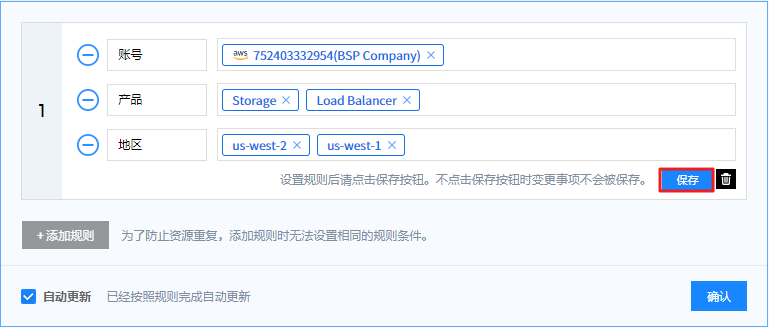 账号 aws 752403332954(BSP Company) ×
1
产品 Storage × Load Balancer ×
地区 us-west-2 × us-west-1 ×
设置规则后请点击保存按钮。不点击保存按钮时变更事项不会被保存。 保存
+ 添加规则 为了防止资源重复，添加规则时无法设置相同的规则条件。
自动更新 已经按照规则完成自动更新 确认